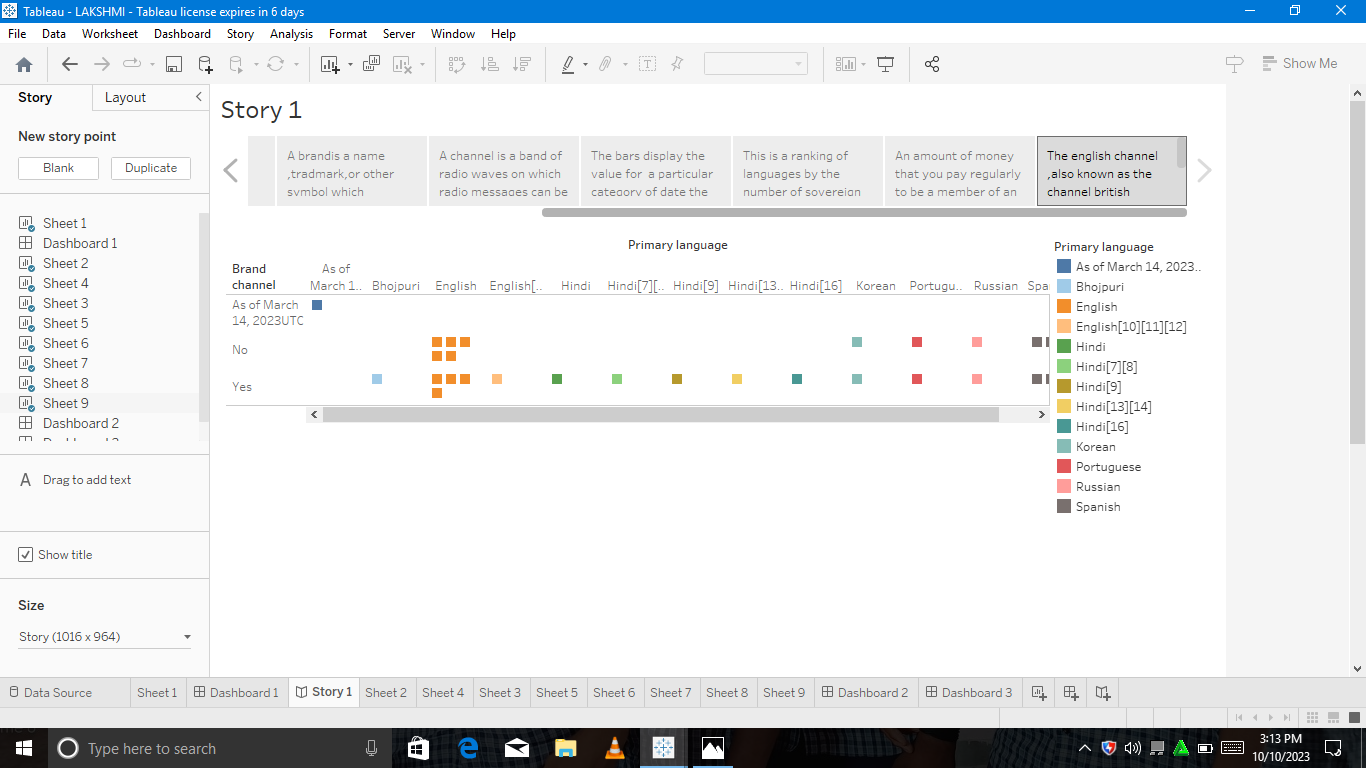 Tableau - LAKSHMI - Tableau license expires in 6 days
File Data Worksheet Dashboard Story Analysis Format Server Window Help
Show Me
Story Layout
New story point
Blank Duplicate
Sheet 1
Dashboard 1
Sheet 2
Sheet 4
Sheet 3
Sheet 5
Sheet 6
Sheet 7
Sheet 8
Sheet 9
Dashboard 2
A Drag to add text
Show title
Size
Story (1016 x 964)
Story 1
A brandis a name
,tradmark,or other
symbol which
A channel is a band of
radio waves on which
radio messages can be
The bars display the
value for a particular
category of date the
This is a ranking of
languages by the
number of sovereign
An amount of money
that you pay regularly
to be a member of an
The english channel
,also known as the
channel british
Primary language
Brand
channel
As of
March 1.. Bhojpuri English English[.. Hindi Hindi[7][.. Hindi[9] Hindi[13.. Hindi[16] Korean Portugu.. Russian Spa
As of March
14, 2023UTC
No
Yes
Primary language
As of March 14, 2023..
Bhojpuri
English
English[10][11][12]
Hindi
Hindi[7][8]
Hindi[9]
Hindi[13][14]
Hindi[16]
Korean
Portuguese
Russian
Spanish
Data Source Sheet 1 Dashboard 1 Story 1 Sheet 2 Sheet 4 Sheet 3 Sheet 5 Sheet 6 Sheet 7 Sheet 8 Sheet 9 Dashboard 2 Dashboard 3
Type here to search
3:13 PM
10/10/2023